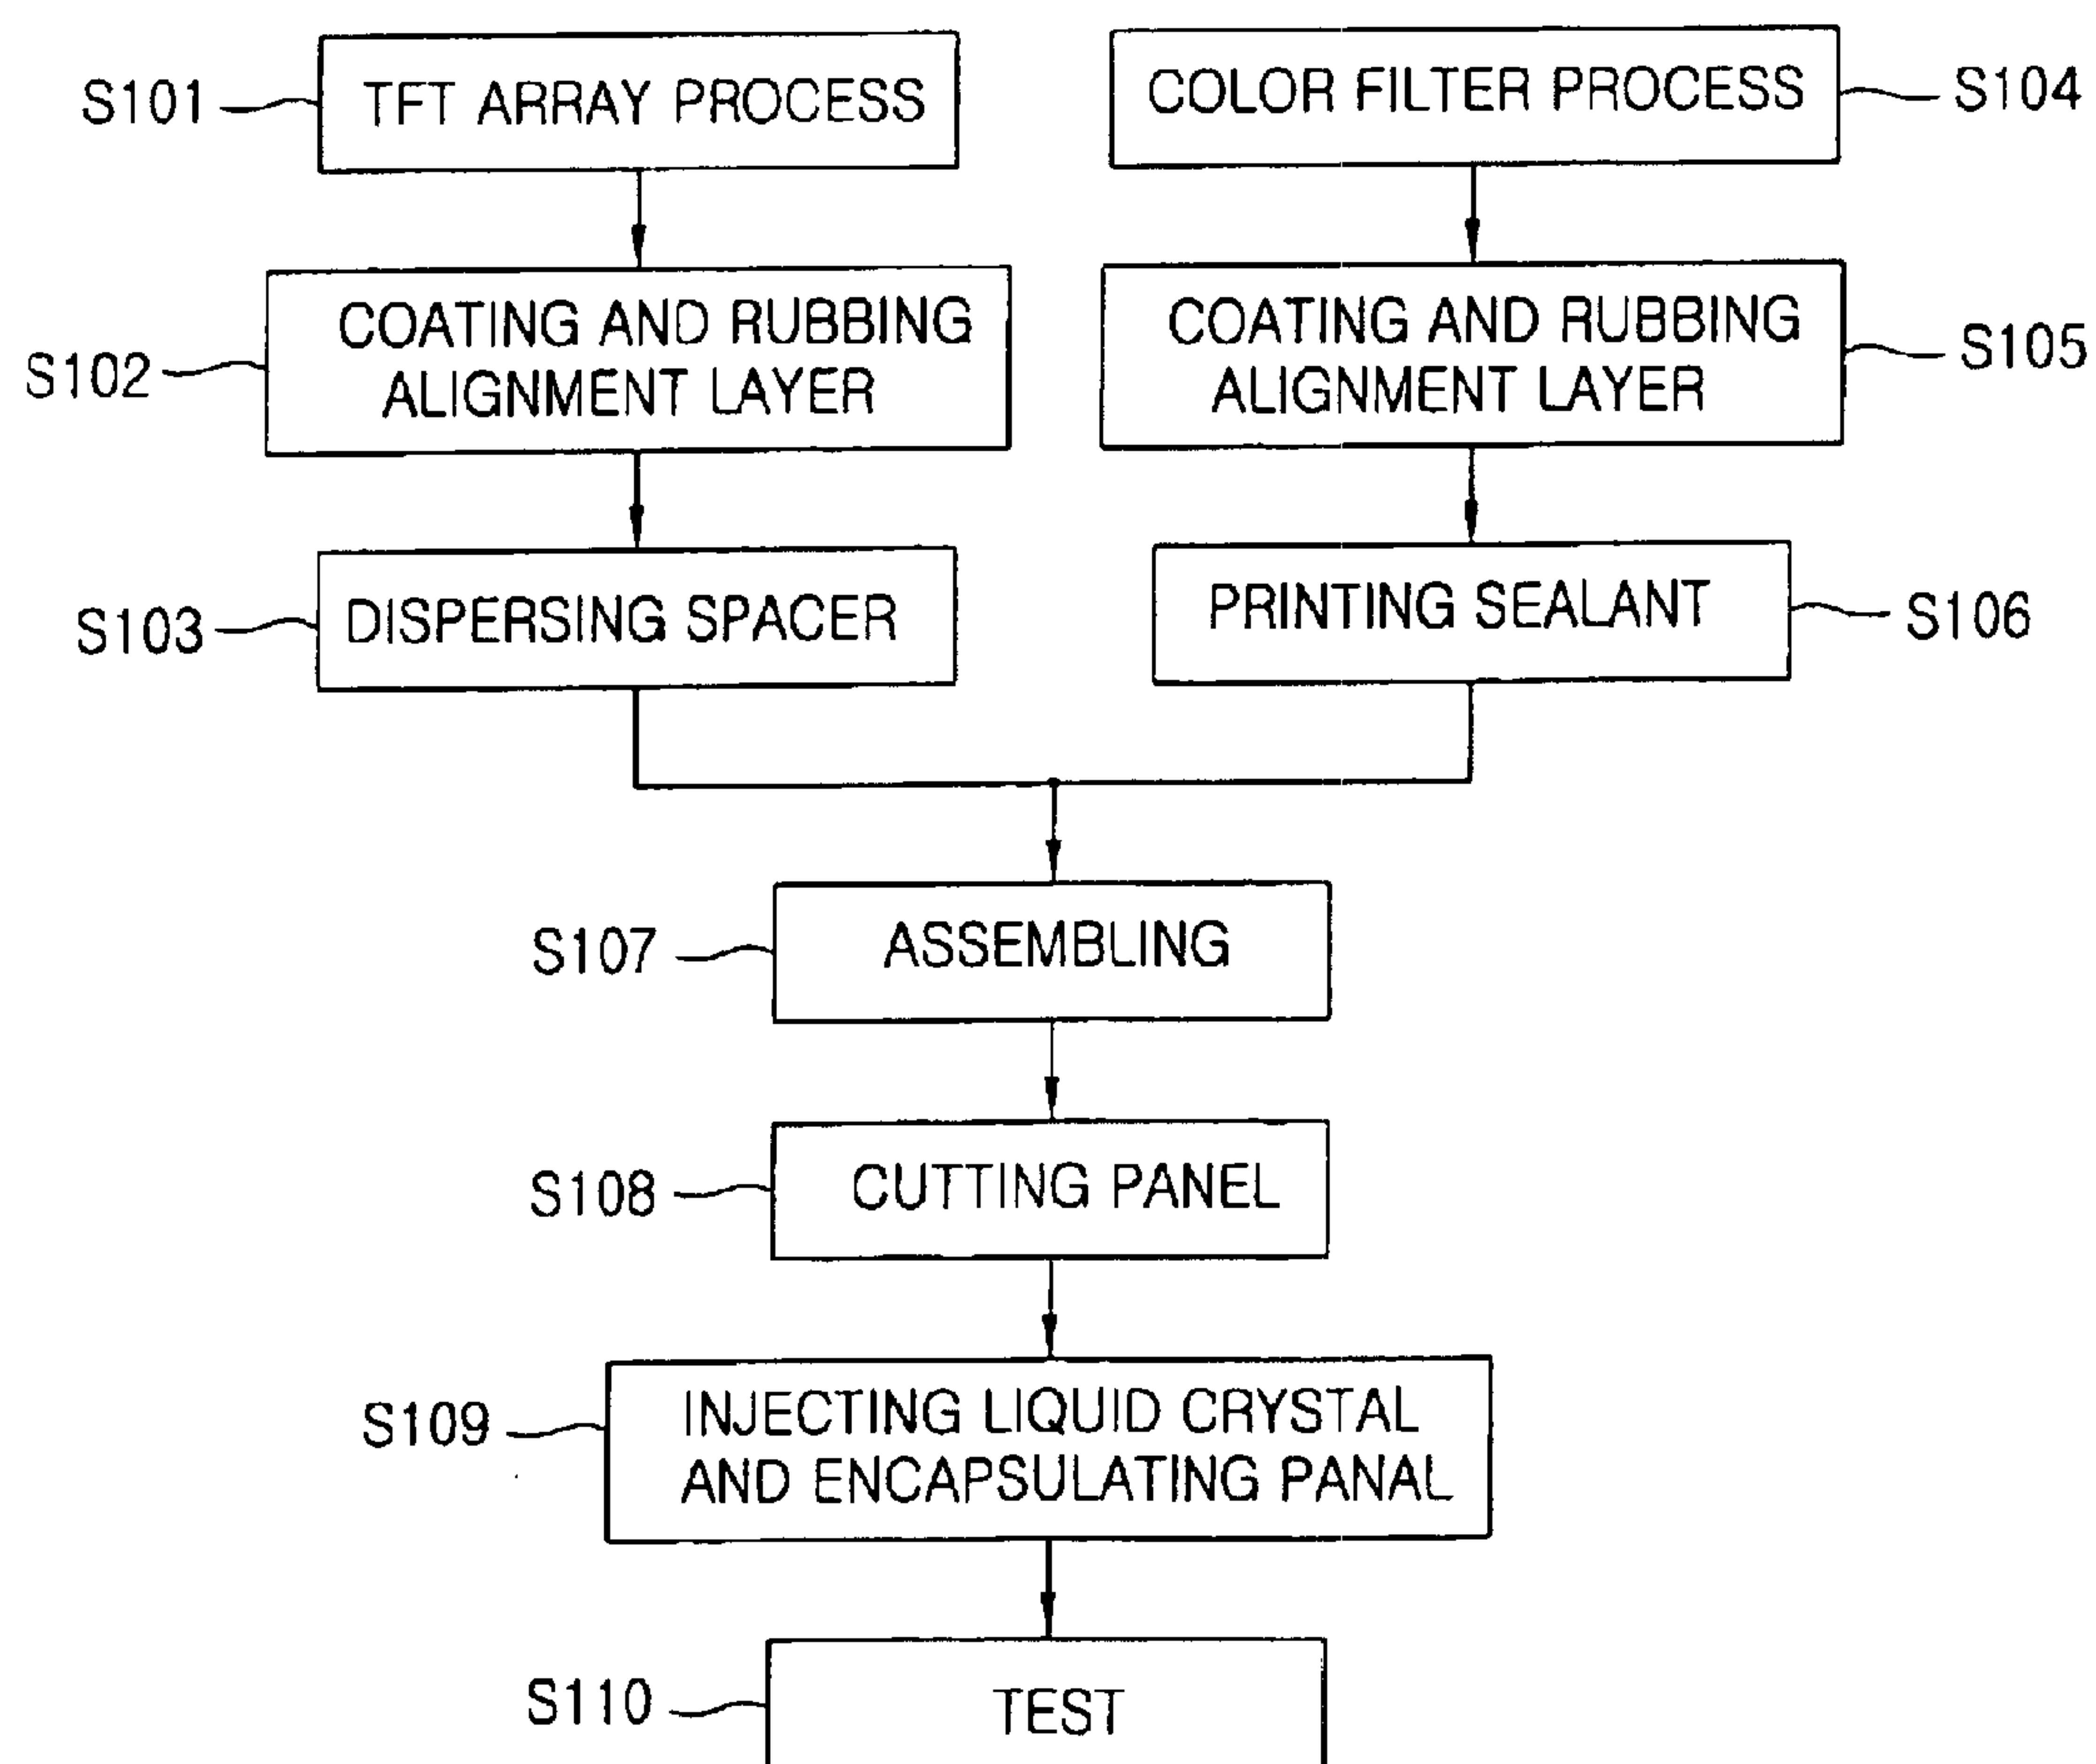 S101
TFT ARRAY PROCESS
COLOR FILTER PROCESS
S104
S102
COATING AND RUBBING
ALIGNMENT LAYER
COATING AND RUBBING
ALIGNMENT LAYER
S105
S103
DISPERSING SPACER
PRINTING SEALANT
S106
S107
ASSEMBLING
S108
CUTTING PANEL
S109
INJECTING LIQUID CRYSTAL
AND ENCAPSULATING PANAL
S110
TEST